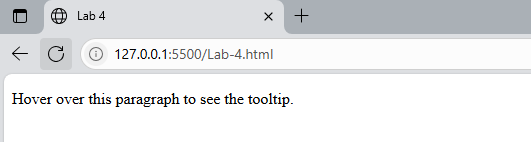 Lab 4
127.0.0.1:5500/Lab-4.html
Hover over this paragraph to see the tooltip.